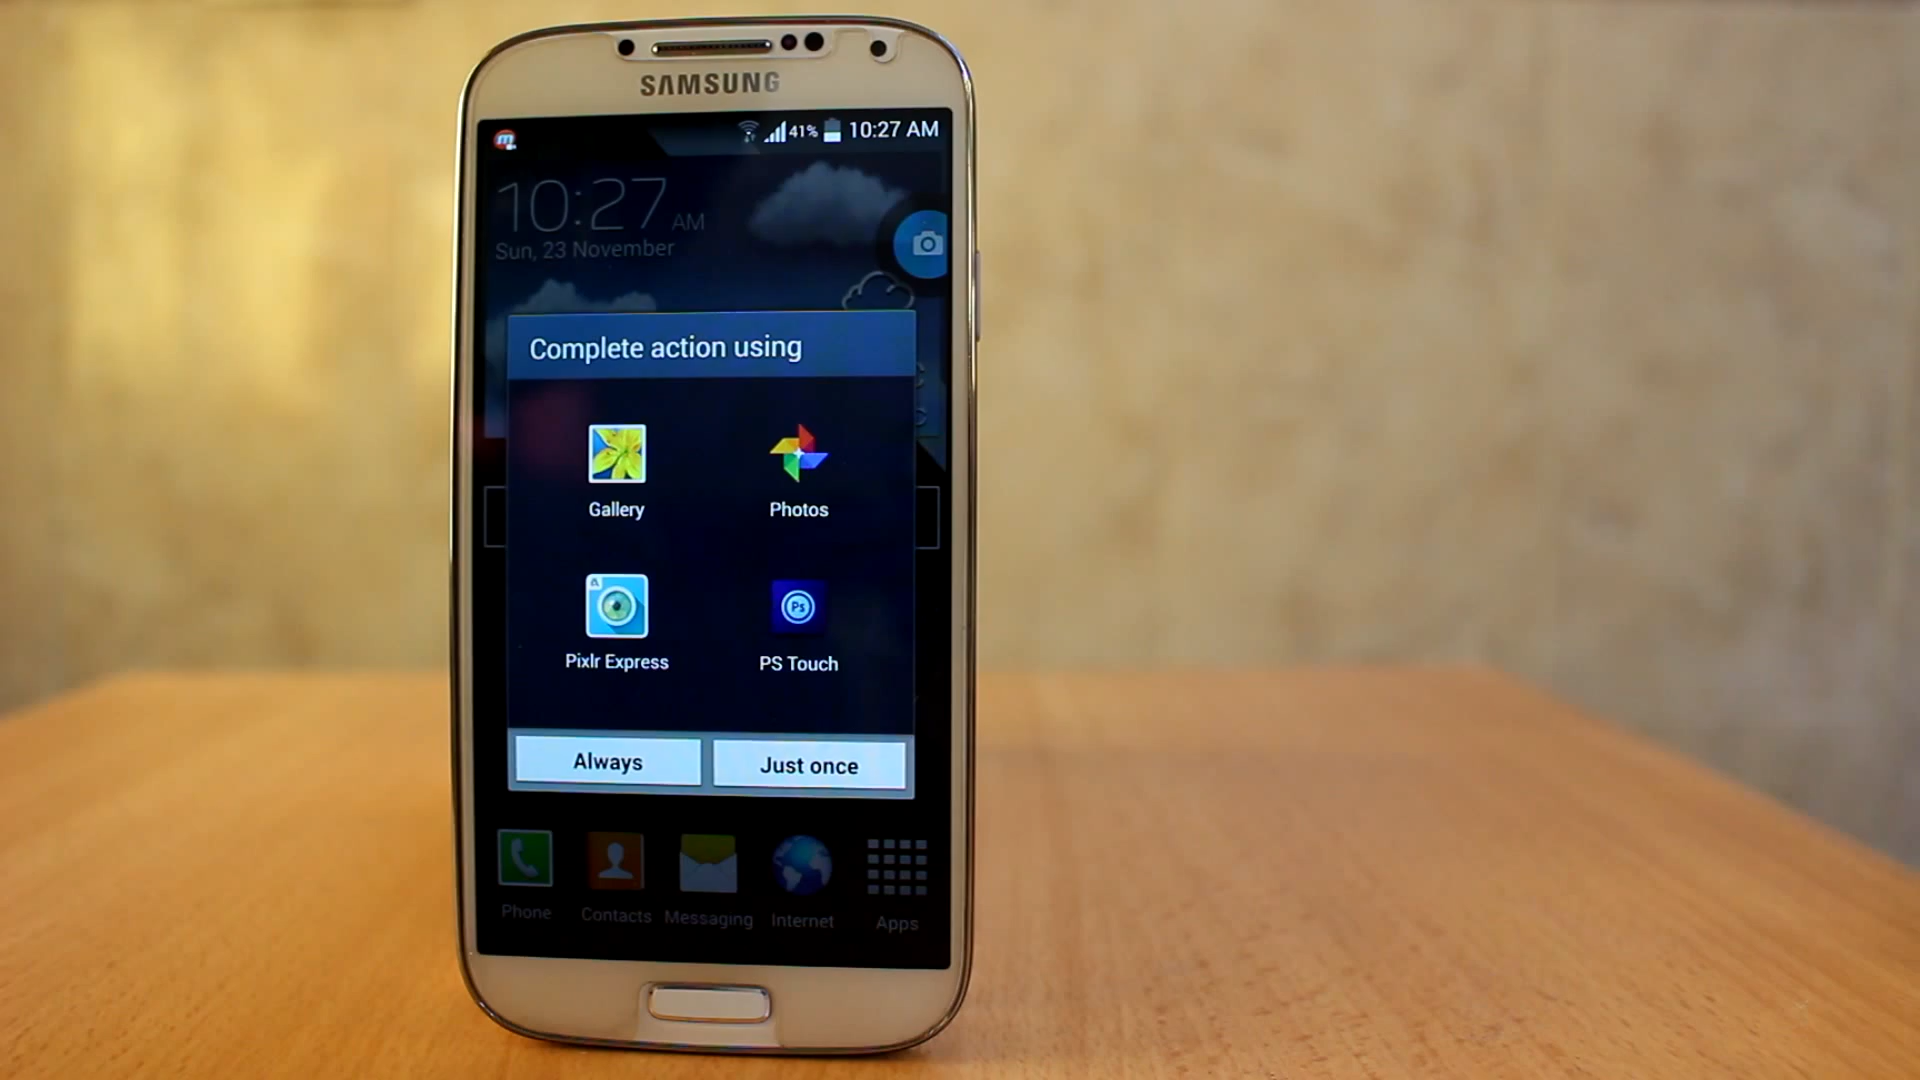 SAMSUNG
m
41% 10:27 AM
10:27 AM
Sun, 23 November
Complete action using
Gallery
Photos
A
Ps
Pixlr Express
PS Touch
Always
Just once
Phone
Contacts
Messaging
Internet
Apps